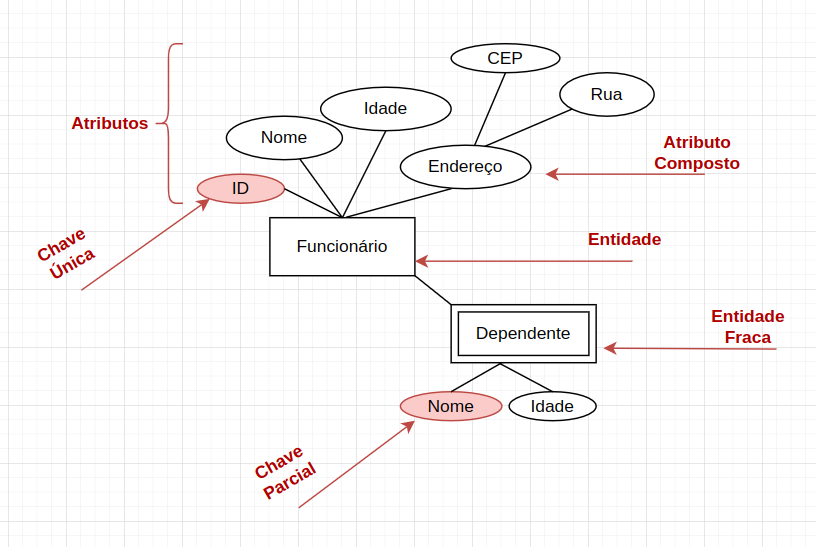 CEP
Idade
Rua
Atributos
Nome
Atributo
Composto
Endereço
ID
Chave
Única
Funcionário
Entidade
Dependente
Entidade
Fraca
Nome
Idade
Chave
Parcial